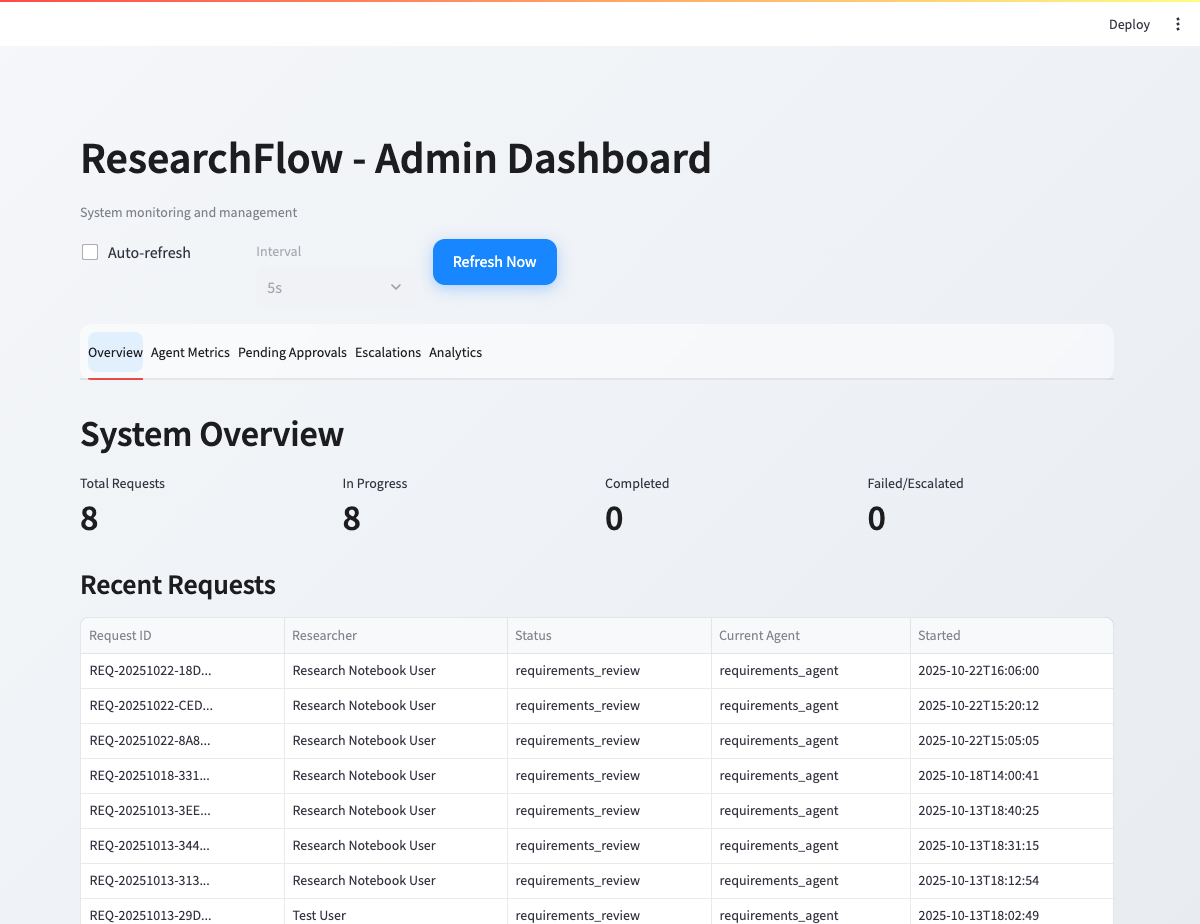 Deploy
ResearchFlow - Admin Dashboard
System monitoring and management
Auto-refresh
Interval
5s
Refresh Now
Overview Agent Metrics Pending Approvals Escalations Analytics
System Overview
Total Requests In Progress Completed Failed/Escalated
8 8 0 0
Recent Requests
Request ID Researcher Status Current Agent Started
REQ-20251022-18D... Research Notebook User requirements_review requirements_agent 2025-10-22T16:06:00
REQ-20251022-CED... Research Notebook User requirements_review requirements_agent 2025-10-22T15:20:12
REQ-20251022-8A8... Research Notebook User requirements_review requirements_agent 2025-10-22T15:05:05
REQ-20251018-331... Research Notebook User requirements_review requirements_agent 2025-10-18T14:00:41
REQ-20251013-3EE... Research Notebook User requirements_review requirements_agent 2025-10-13T18:40:25
REQ-20251013-344... Research Notebook User requirements_review requirements_agent 2025-10-13T18:31:15
REQ-20251013-313... Research Notebook User requirements_review requirements_agent 2025-10-13T18:12:54
REQ-20251013-29D... Test User requirements_review requirements_agent 2025-10-13T18:02:49